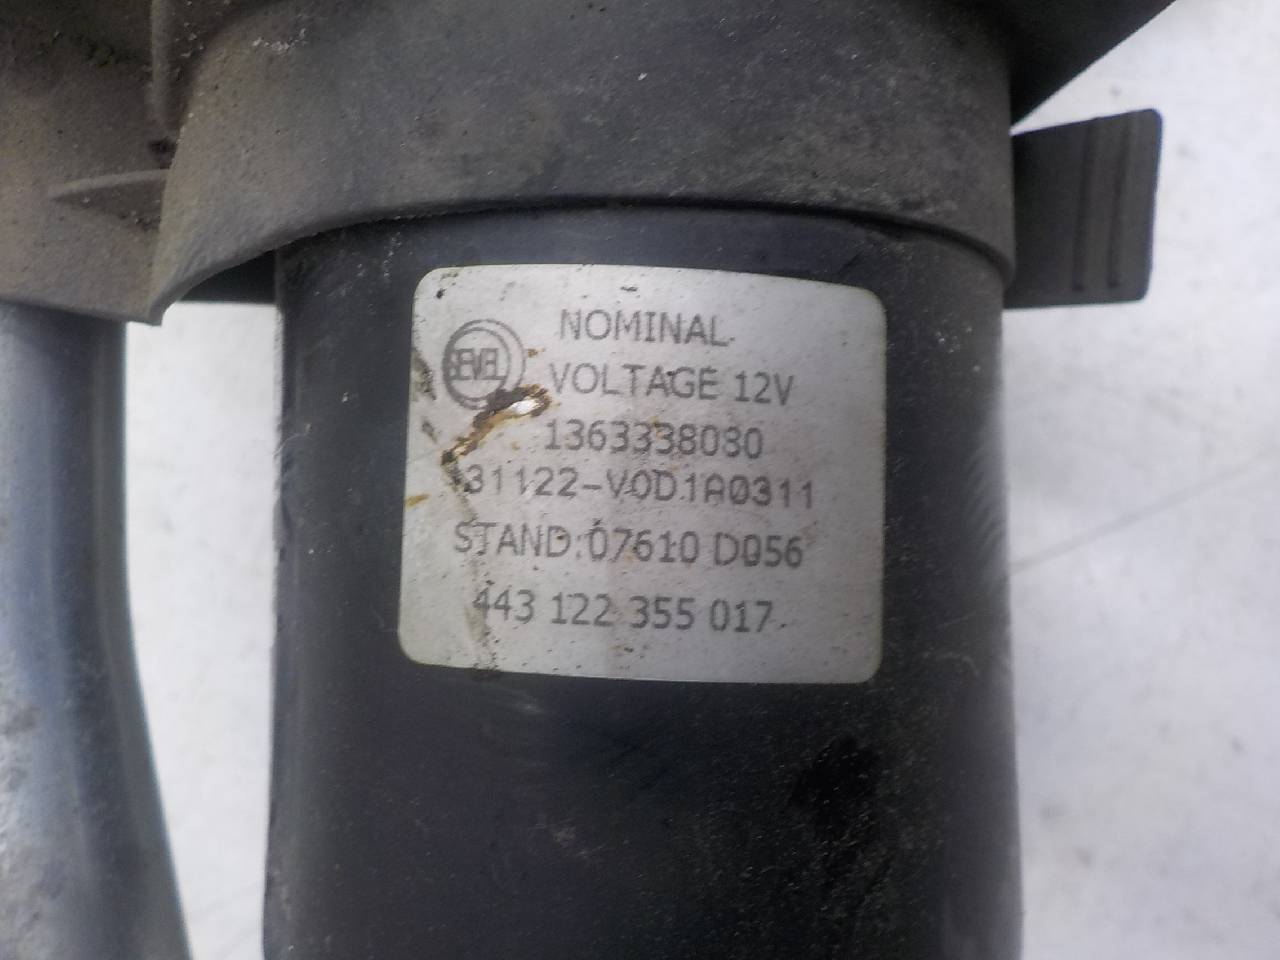 SEVEL
NOMINAL
VOLTAGE 12V
1363338080
31122-V0D1A0311
STAND:07610 D056
443 122 355 017